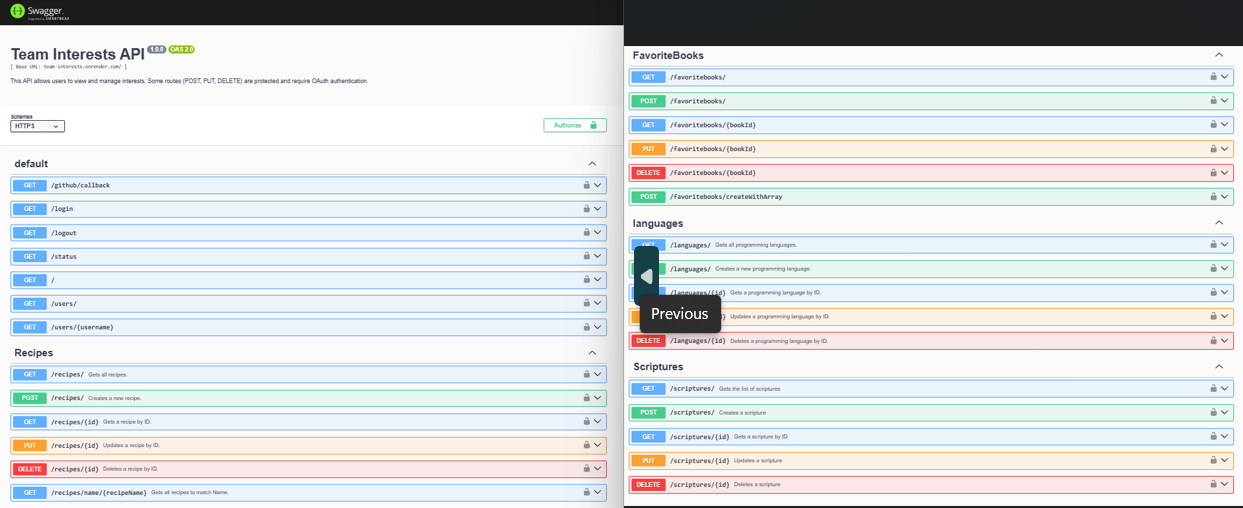 Swagger.
Supported by SMARTBEAR
Team Interests API 1.0.0 OAS 2.0
[ Base URL: team-interests.onrender.com/ ]
This API allows users to view and manage interests. Some routes (POST, PUT, DELETE) are protected and require OAuth authentication.
Schemes
HTTPS
Authorize
default
GET /github/callback
GET /login
GET /logout
GET /status
GET /
GET /users/
GET /users/{username}
Recipes
GET /recipes/ Gets all recipes.
POST /recipes/ Creates a new recipe.
GET /recipes/{id} Gets a recipe by ID.
PUT /recipes/{id} Updates a recipe by ID.
DELETE /recipes/{id} Deletes a recipe by ID.
GET /recipes/name/{recipeName} Gets all recipes to match Name.
FavoriteBooks
GET /favoritebooks/
POST /favoritebooks/
GET /favoritebooks/{bookId}
PUT /favoritebooks/{bookId}
DELETE /favoritebooks/{bookId}
POST /favoritebooks/createWithArray
languages
GET /languages/ Gets all programming languages.
/languages/ Creates a new programming language.
/languages/{id} Gets a programming language by ID.
Updates a programming language by ID.
Previous
DELETE /languages/{id} Deletes a programming language by ID.
Scriptures
GET /scriptures/ Gets the list of scriptures
POST /scriptures/ Creates a scripture
GET /scriptures/{id} Gets a scripture by ID
PUT /scriptures/{id} Updates a scripture
DELETE /scriptures/{id} Deletes a scripture